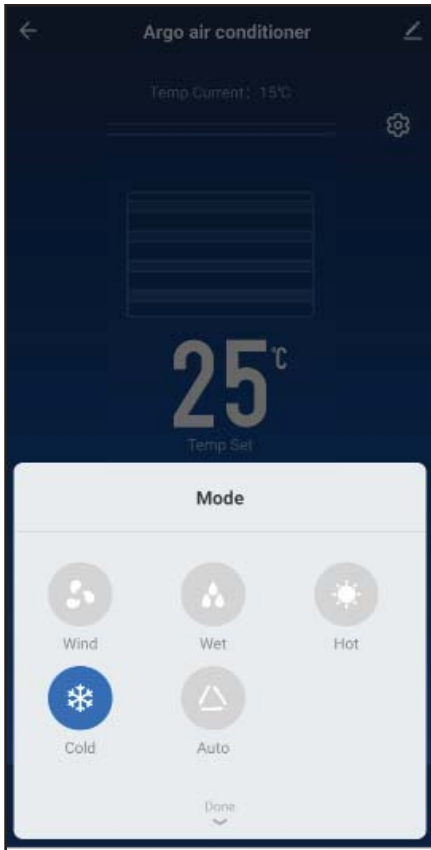 Argo air conditioner
Temp Current: 15℃
25℃
Temp Set
Mode
Wind Wet Hot
Cold Auto
Done